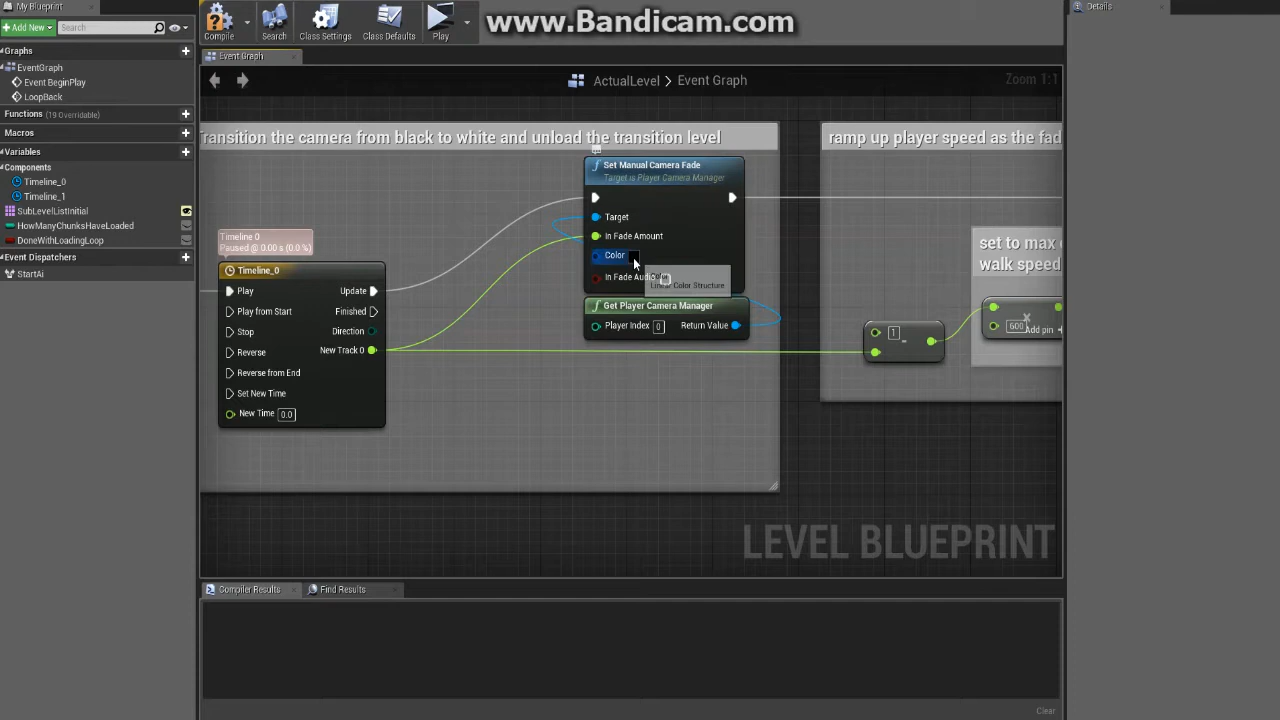 My Blueprint
Add New
Search
Graphs
EventGraph
Event BeginPlay
LoopBack
Functions (19 Overridable)
Macros
Variables
Components
Timeline_0
Timeline_1
SubLevelListInitial
HowManyChunksHaveLoaded
DoneWithLoadingLoop
Event Dispatchers
StartAi
Compile
Search
Class Settings
Class Defaults
Play
www.Bandicam.com
Details
Event Graph
ActualLevel > Event Graph
Zoom 1:1
Transition the camera from black to white and unload the transition level
ramp up player speed as the fad
Set Manual Camera Fade
Target is Player Camera Manager
Target
In Fade Amount
Color
In Fade Audio
Linear Color Structure
Get Player Camera Manager
Player Index 0
Return Value
Timeline 0
Paused @ 0.00 s (0.0 %)
Timeline_0
Play
Update
Play from Start
Finished
Stop
Direction
Reverse
New Track 0
Reverse from End
Set New Time
New Time 0.0
1
-
set to max
walk speed
600
Add pin +
LEVEL BLUEPRINT
Compiler Results
Find Results
Clear